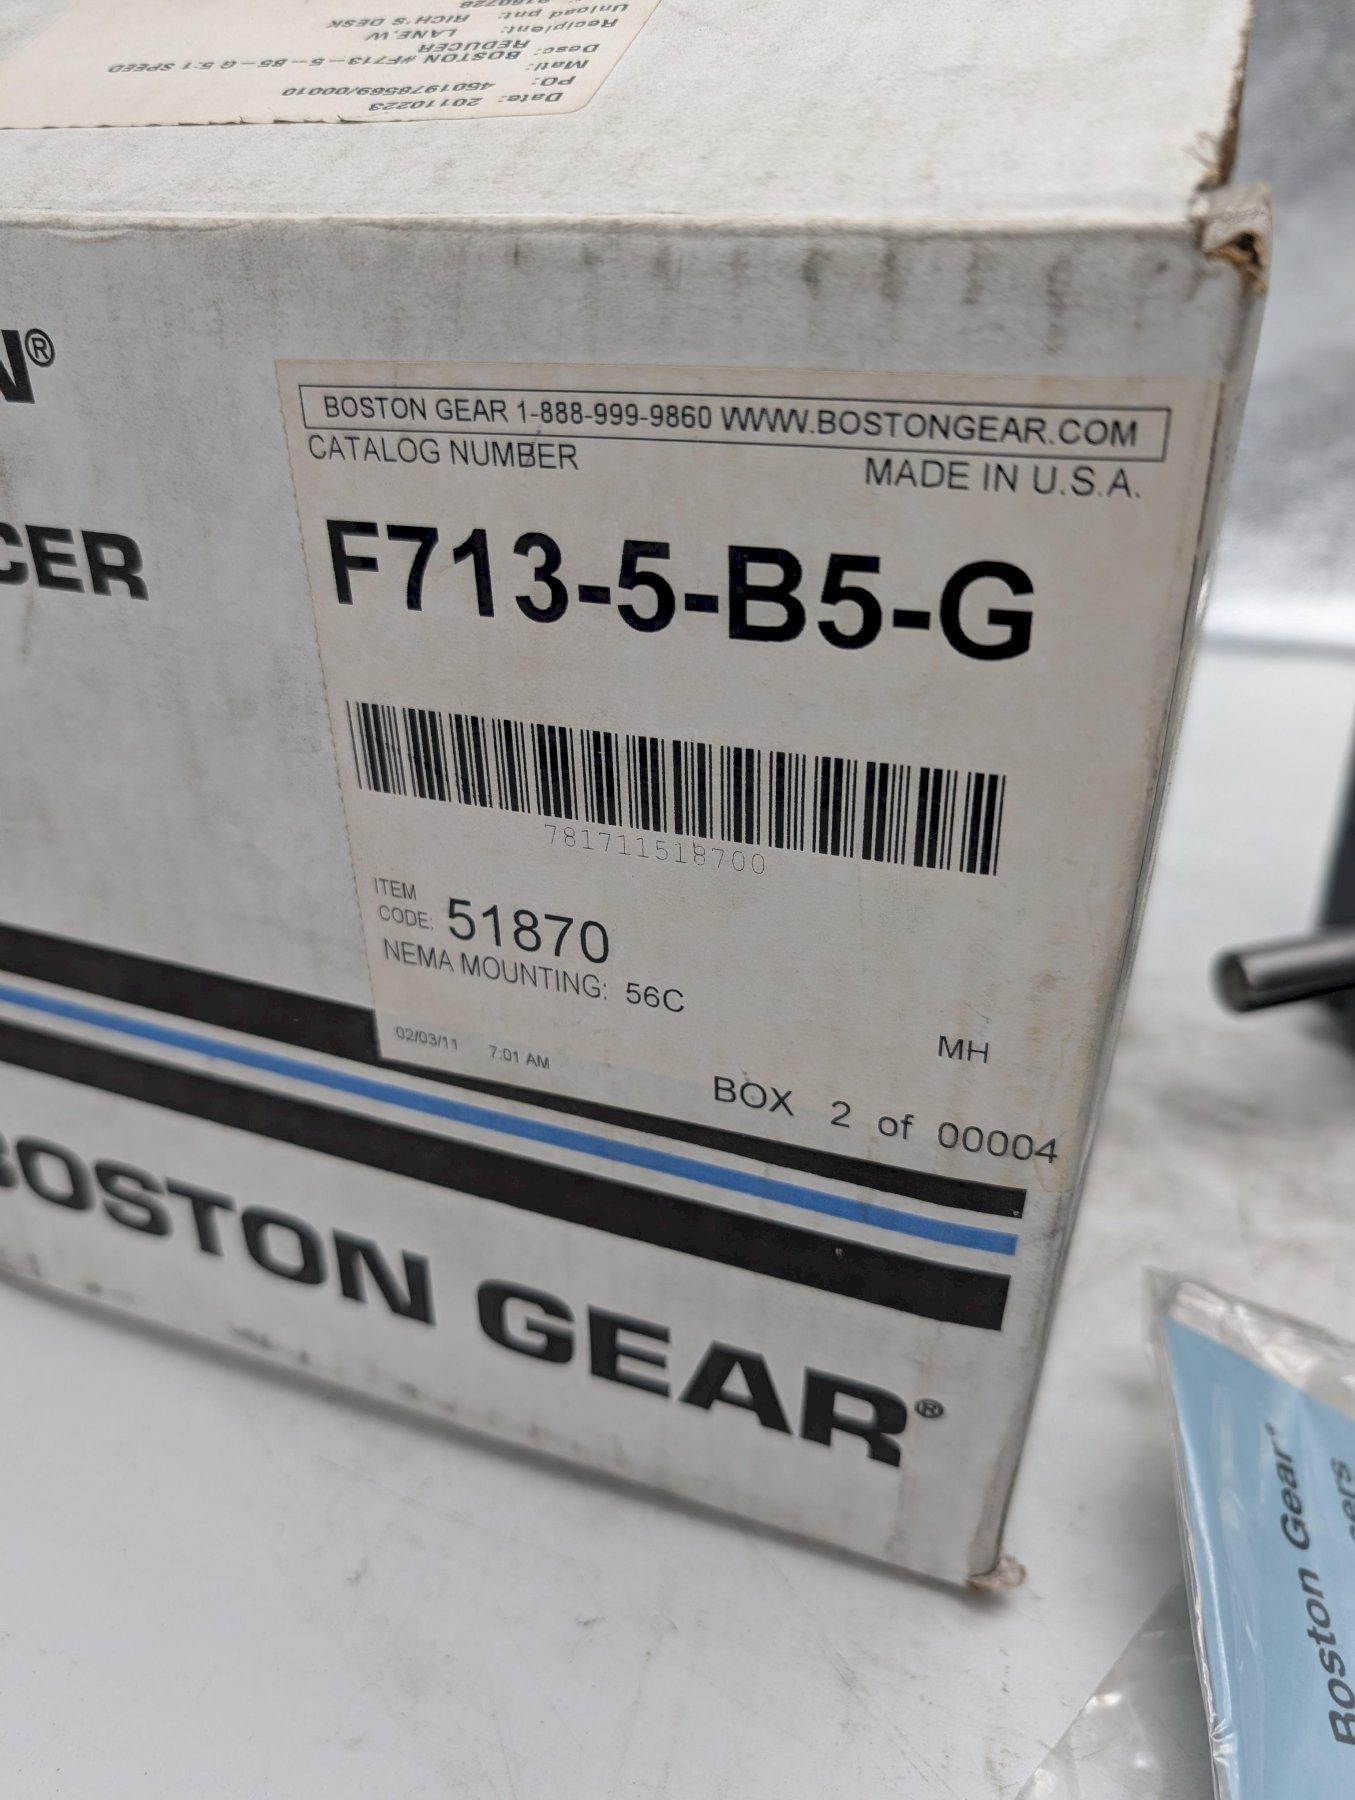 Date: 20110223
PO: 4501978569/00010
Matl:
Desc: BOSTON #F713-5-B5-G 5:1 SPEED
REDUCER
Recipient: LANE.W
Unload pnt: RICH'S DESK
N®
CER
BOSTON GEAR 1-888-999-9860 WWW.BOSTONGEAR.COM
CATALOG NUMBER
MADE IN U.S.A.
F713-5-B5-G
781711518700
ITEM
CODE: 51870
NEMA MOUNTING: 56C
02/03/11 7:01 AM
MH
BOX 2 of 00004
BOSTON GEAR®
Boston Gear®